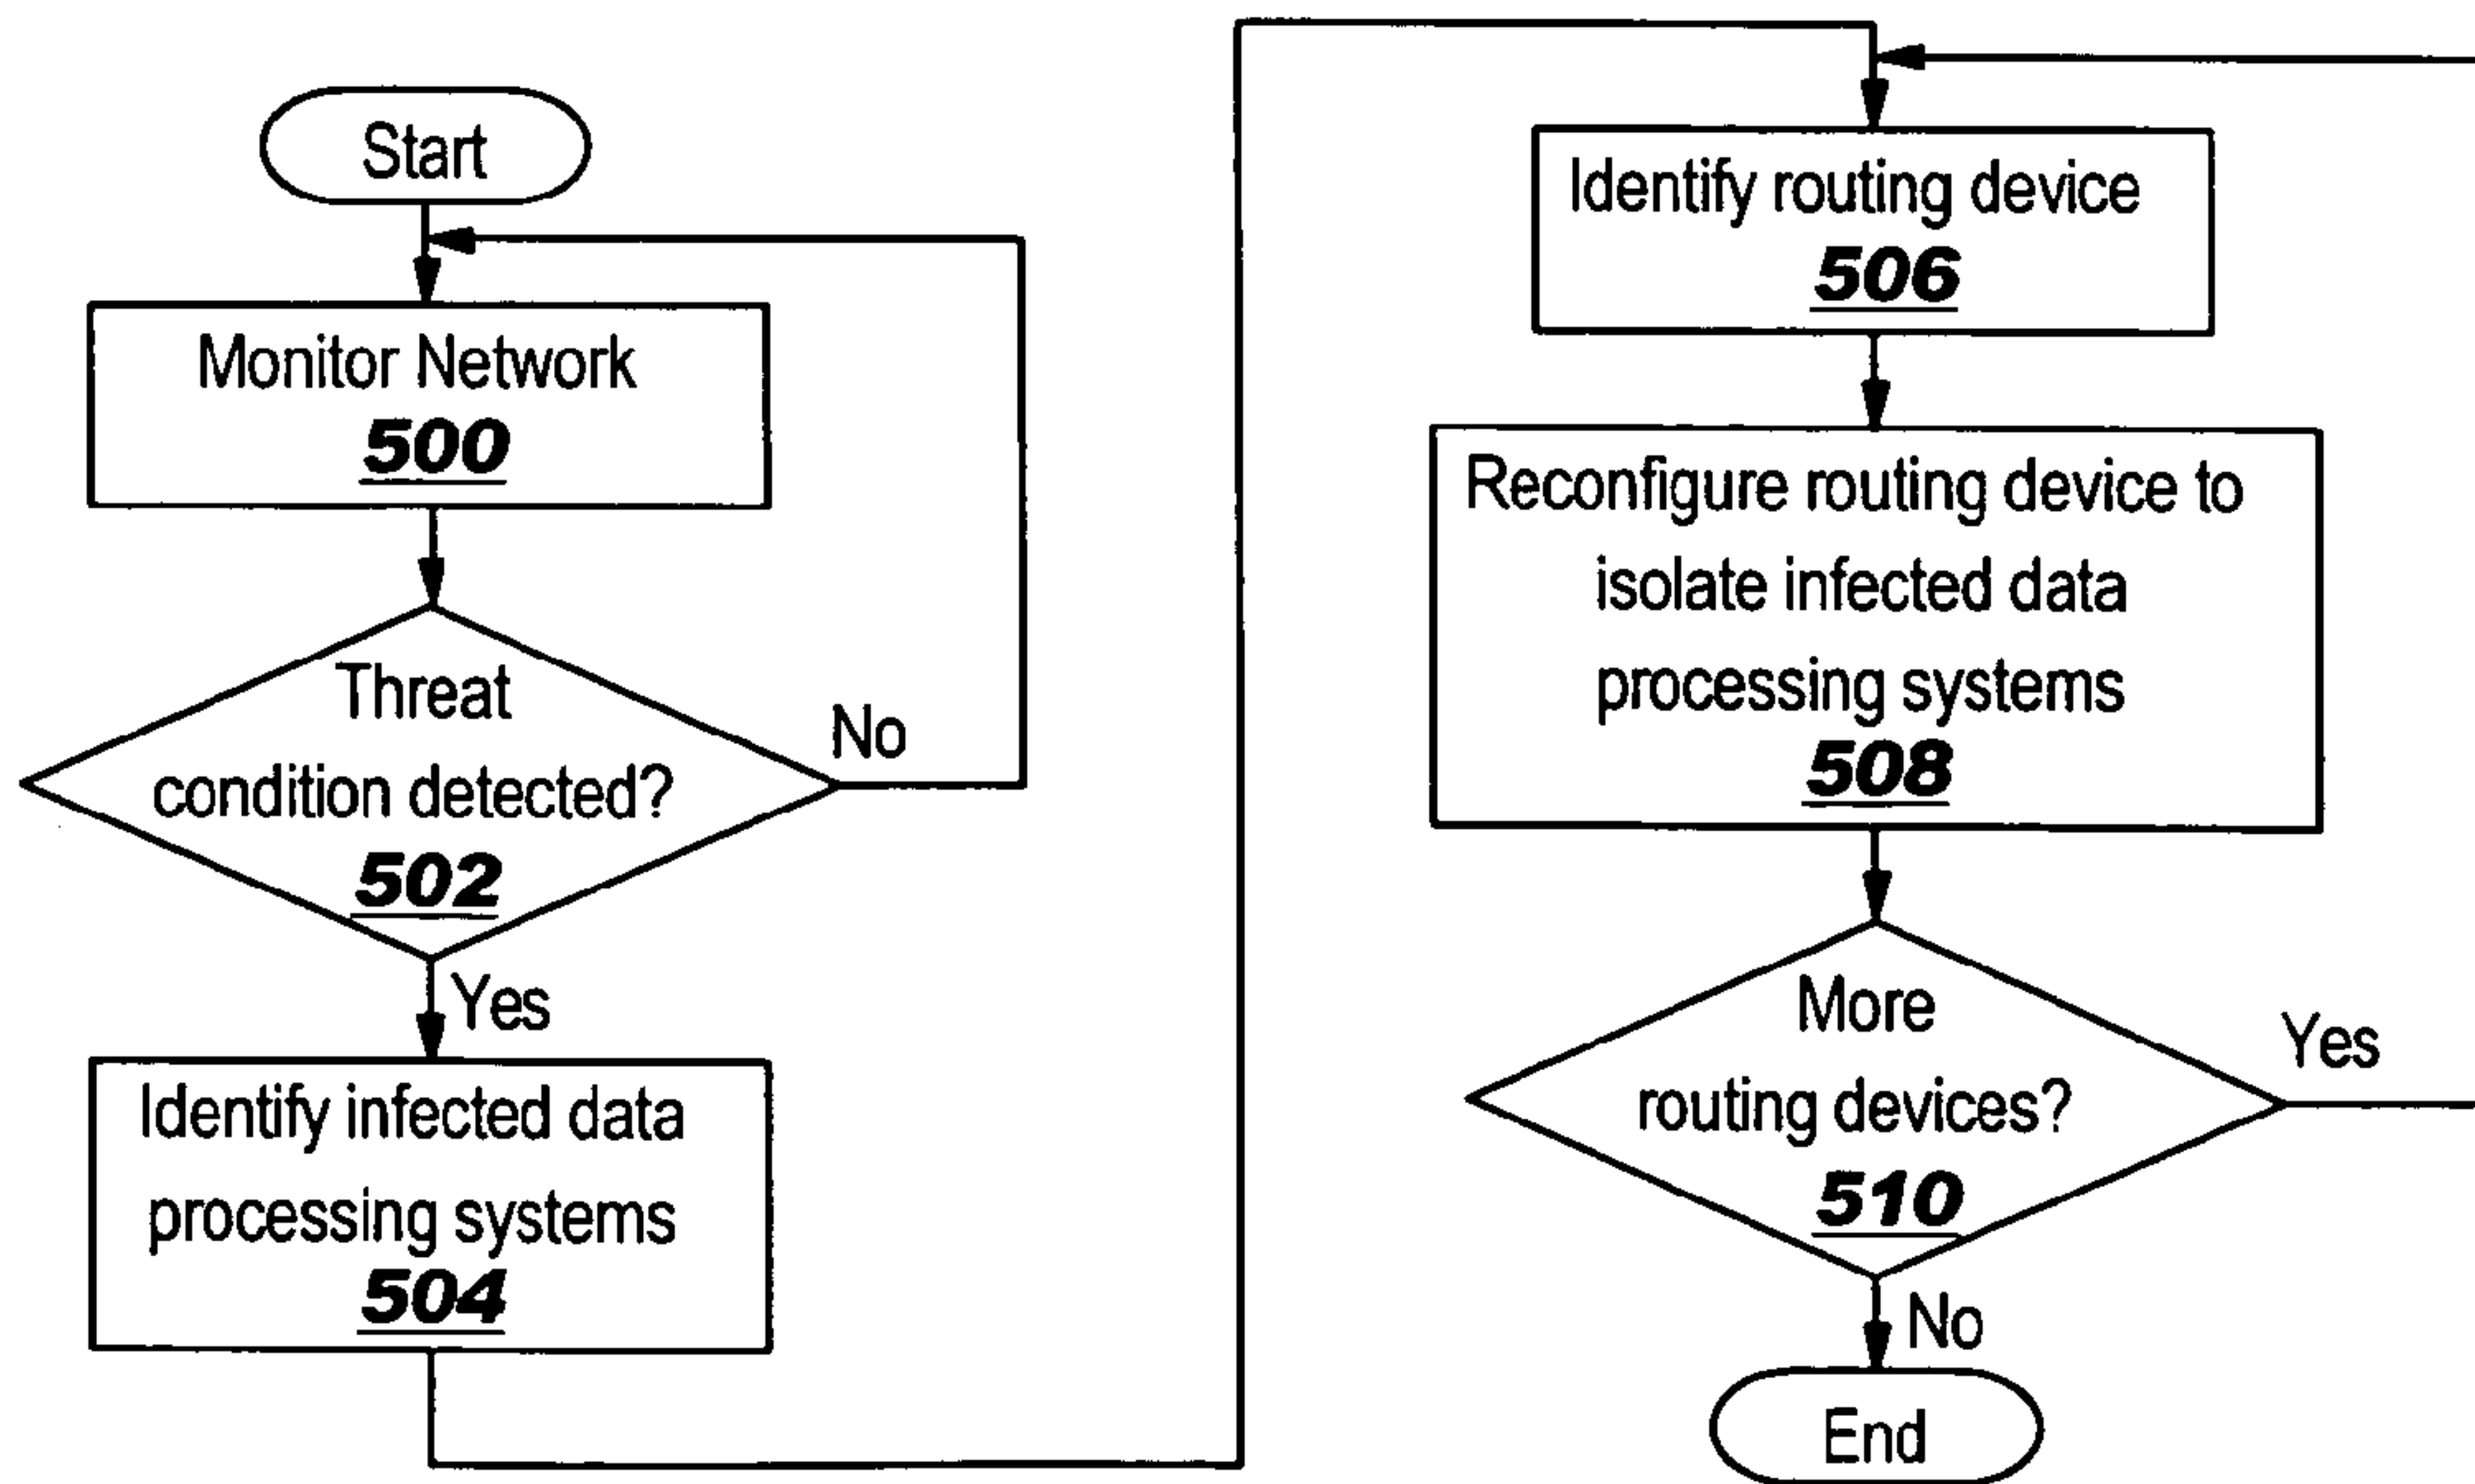 Start
Monitor Network
500
Threat
condition detected?
502
No
Yes
Identify infected data
processing systems
504
Identify routing device
506
Reconfigure routing device to
isolate infected data
processing systems
508
More
routing devices?
510
Yes
No
End